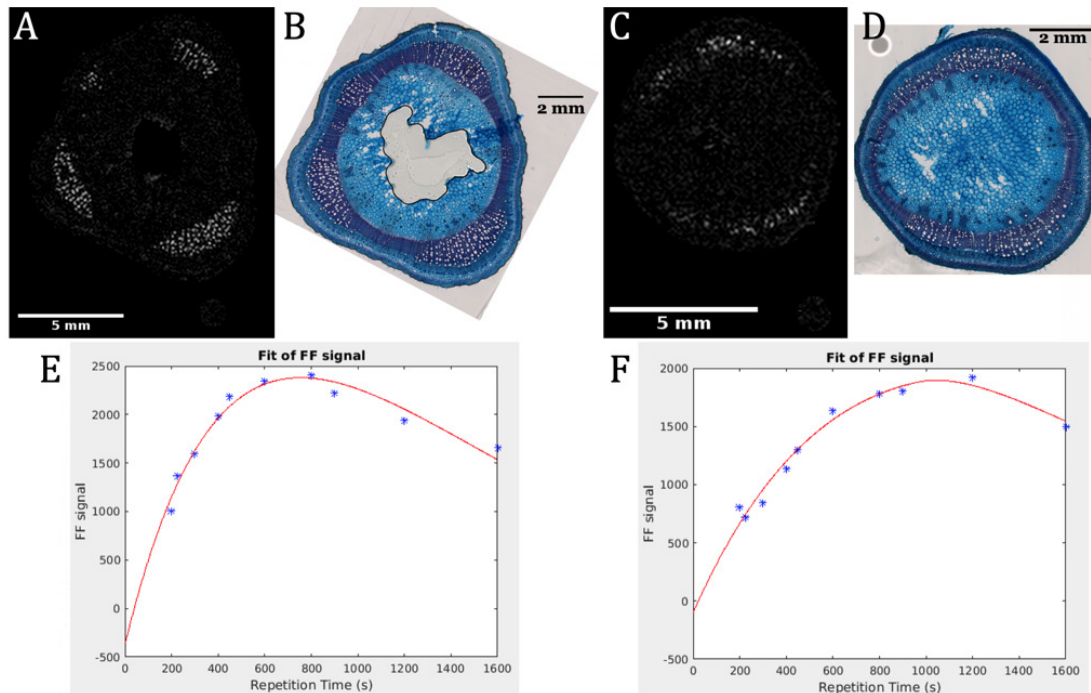 A
B
C
D
2 mm
2 mm
5 mm
5 mm
E
Fit of FF signal
2500
2000
1500
1000
500
0
-500
FF signal
0 200 400 600 800 1000 1200 1400 1600
Repetition Time (s)
F
Fit of FF signal
2000
1500
1000
500
0
-500
FF signal
0 200 400 600 800 1000 1200 1400 1600
Repetition Time (s)